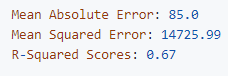 Mean Absolute Error: 85.0
Mean Squared Error: 14725.99
R-Squared Scores: 0.67